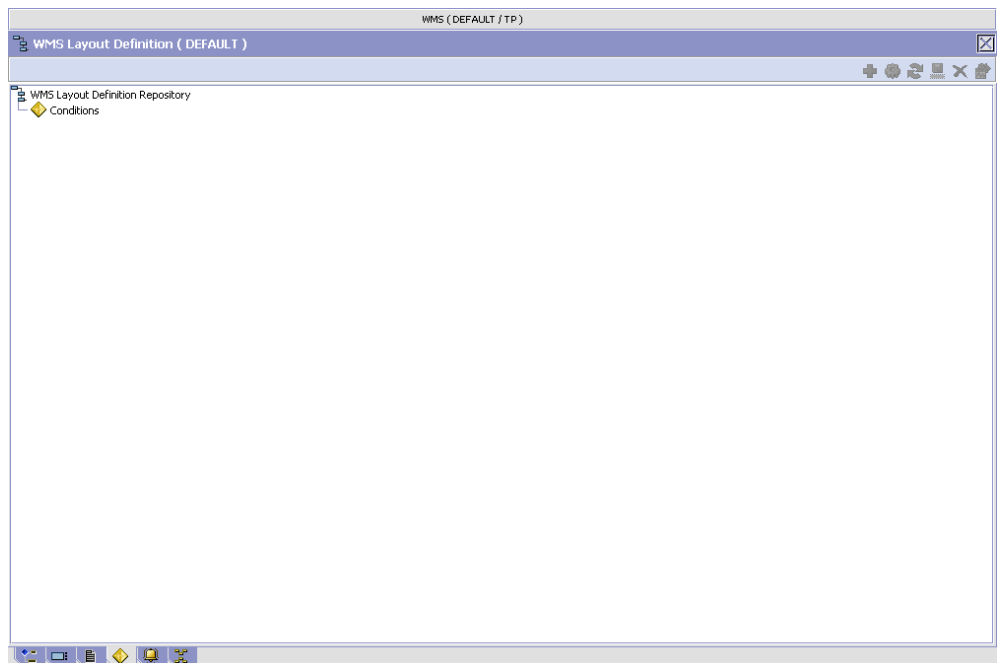 WMS ( DEFAULT / TP )
WMS Layout Definition ( DEFAULT )
WMS Layout Definition Repository
Conditions